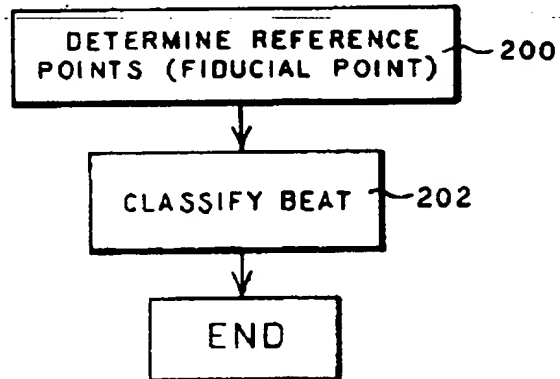 DETERMINE REFERENCE
POINTS (FIDUCIAL POINT)
200
CLASSIFY BEAT
202
END